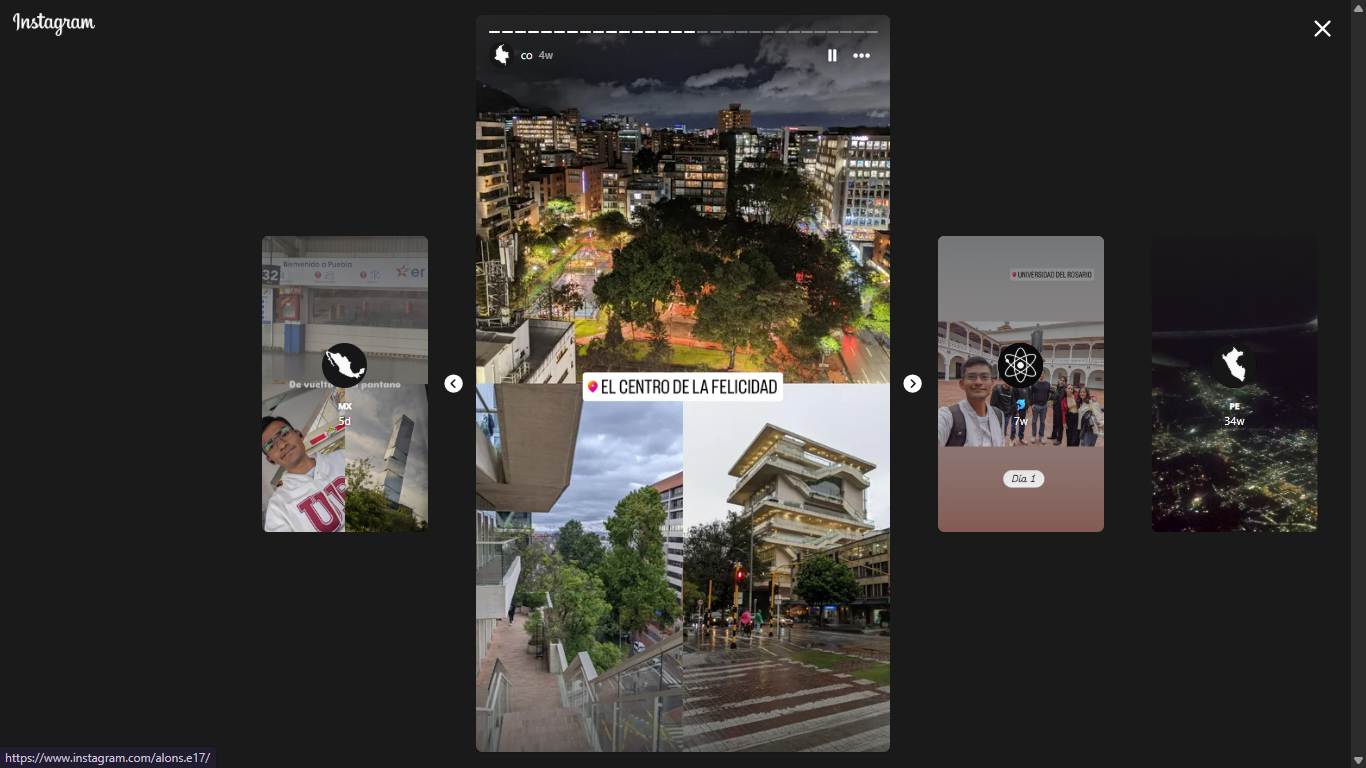 Instagram
co 4w
32
Bienvenido a Puebla
er
De vuelta
pantano
MX
5d
EL CENTRO DE LA FELICIDAD
UNIVERSIDAD DEL ROSARIO
7w
Día 1
PE
34w
https://www.instagram.com/alons.e17/